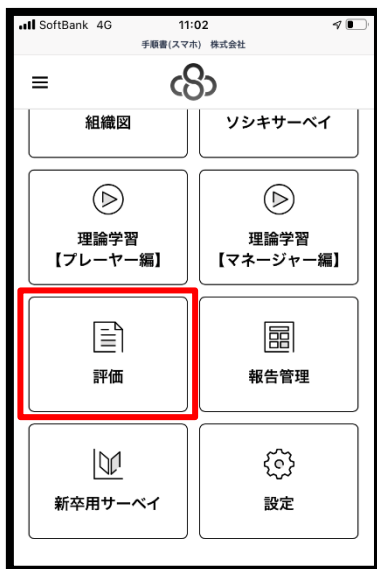 SoftBank 4G 11:02
手順書(スマホ) 株式会社
組織図
ソシキサーベイ
理論学習
【プレーヤー編】
理論学習
【マネージャー編】
評価
報告管理
新卒用サーベイ
設定